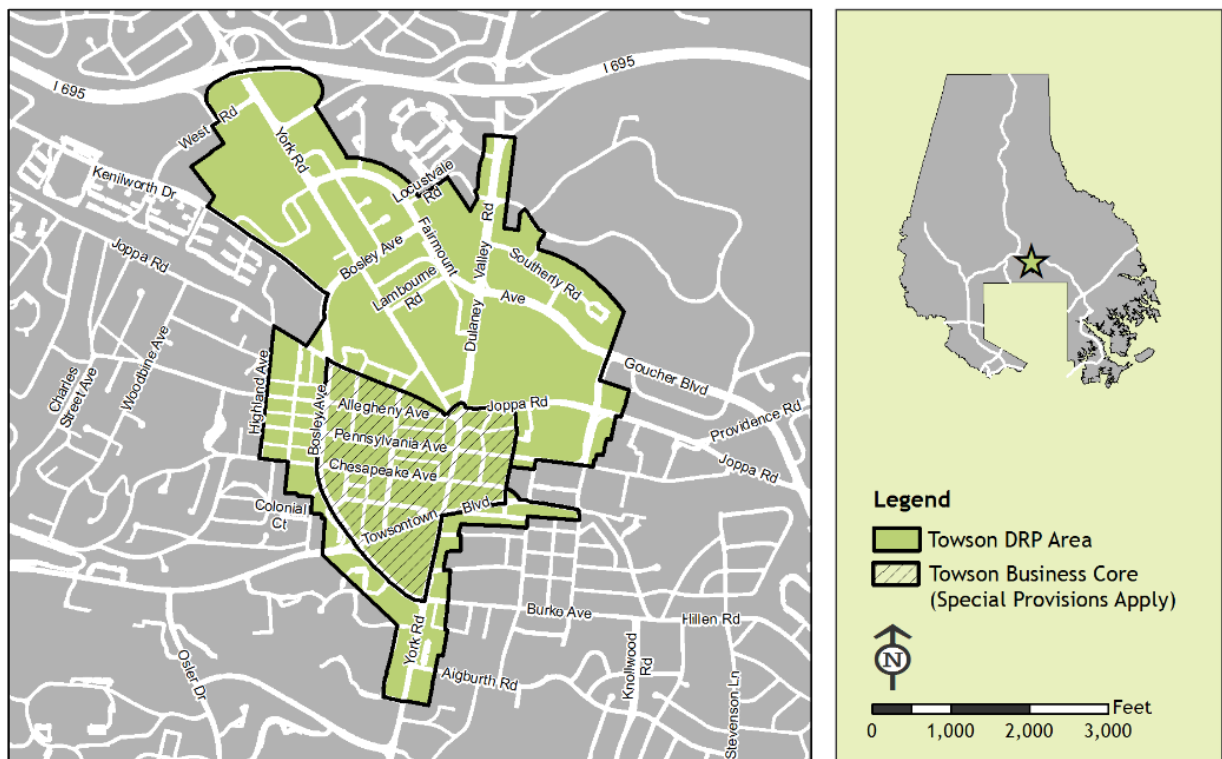 I 695
I 695
West Rd
York Rd
Kenilworth Dr
Locustvale
Rd
Joppa Rd
Bosley Ave
Fairmount
Ave
Lambourne
Rd
Dulaney Valley Rd
Southerly Rd
Goucher Blvd
Charles
Street Ave
Woodbine Ave
Highland Ave
Bosley Ave
Allegheny Ave
Joppa Rd
Providence Rd
Pennsylvania Ave
Joppa Rd
Chesapeake Ave
Colonial
Ct
Towsontown Blvd
Burke Ave
Hillen Rd
York Rd
Osler Dr
Aigburth Rd
Knollwood
Rd
Stevenson Ln
Legend
Towson DRP Area
Towson Business Core
(Special Provisions Apply)
N
Feet
0 1,000 2,000 3,000